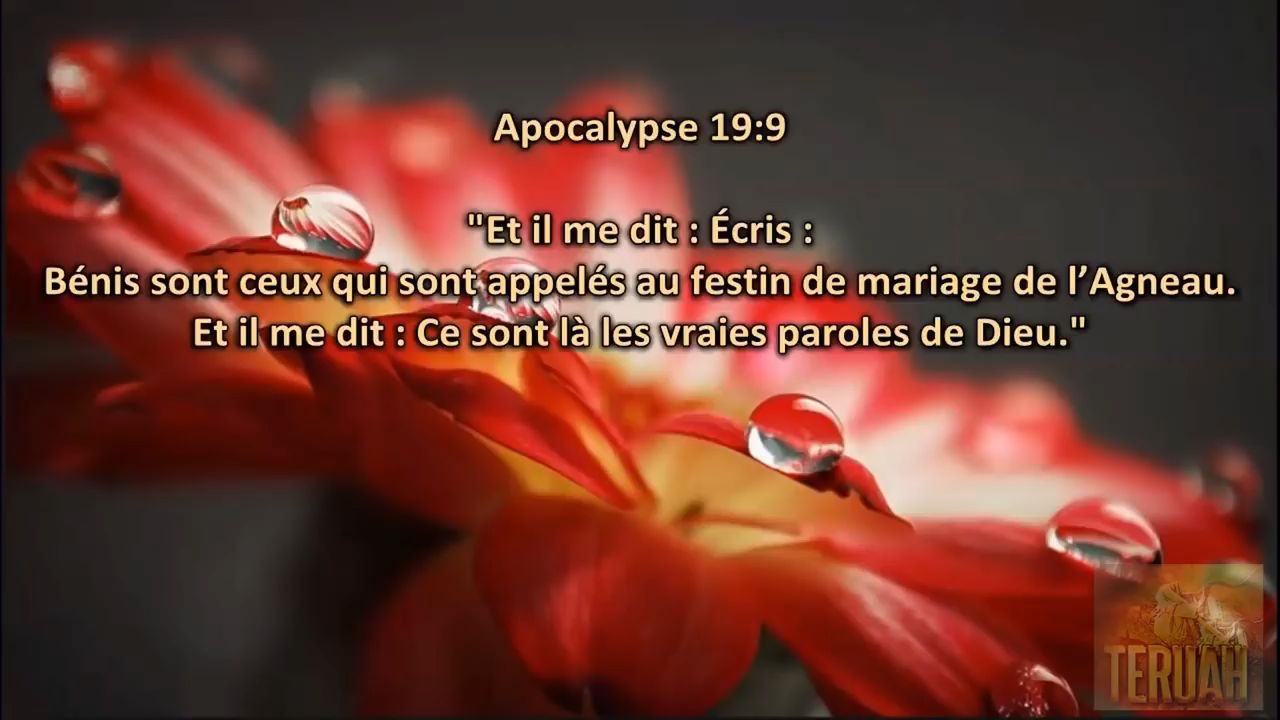 Apocalypse 19:9
"Et il me dit : Écris :
Bénis sont ceux qui sont appelés au festin de mariage de l’Agneau.
Et il me dit : Ce sont là les vraies paroles de Dieu."
TERUAH